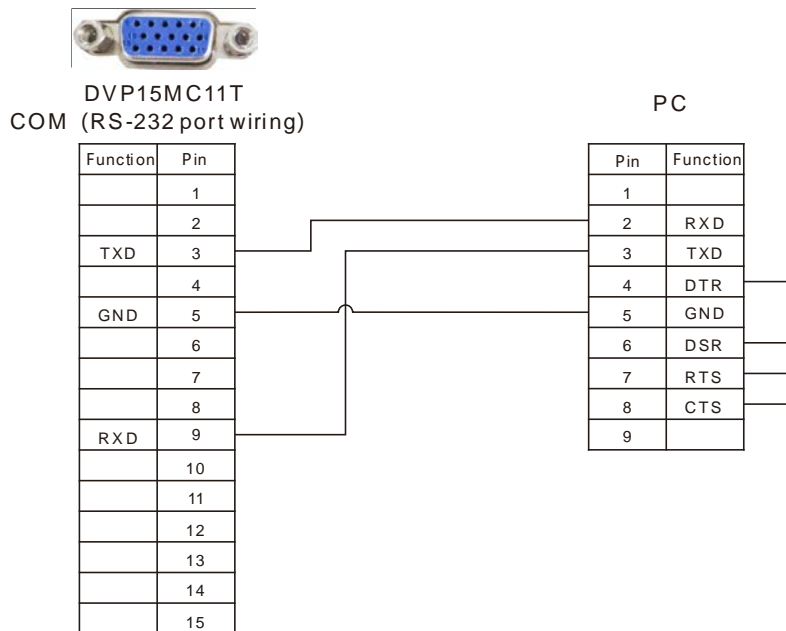 DVP15MC11T
COM (RS-232 port wiring)
Function Pin
1
2
TXD 3
4
GND 5
6
7
8
RXD 9
10
11
12
13
14
15
PC
Pin Function
1
2 RXD
3 TXD
4 DTR
5 GND
6 DSR
7 RTS
8 CTS
9